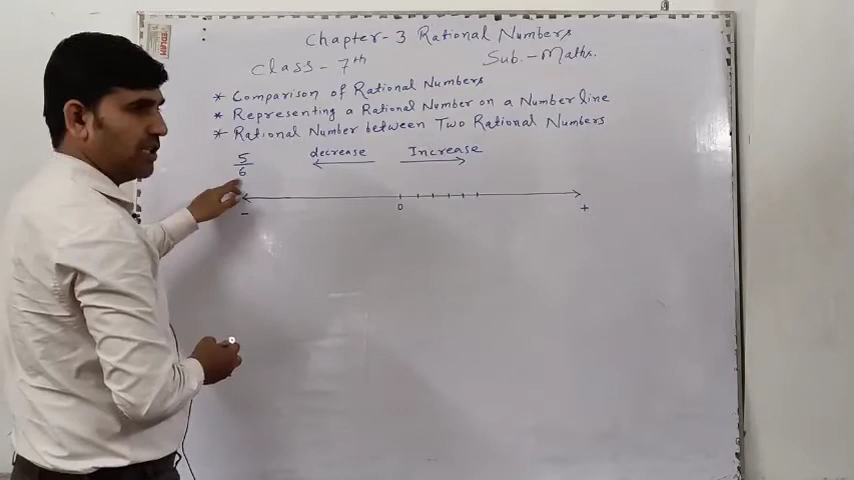 Chapter-3 Rational Numbers
Class-7th Sub.-Maths.
* Comparison of Rational Numbers
* Representing a Rational Number on a Number line
* Rational Number between Two Rational Numbers
5/6
decrease Increase
0
- +